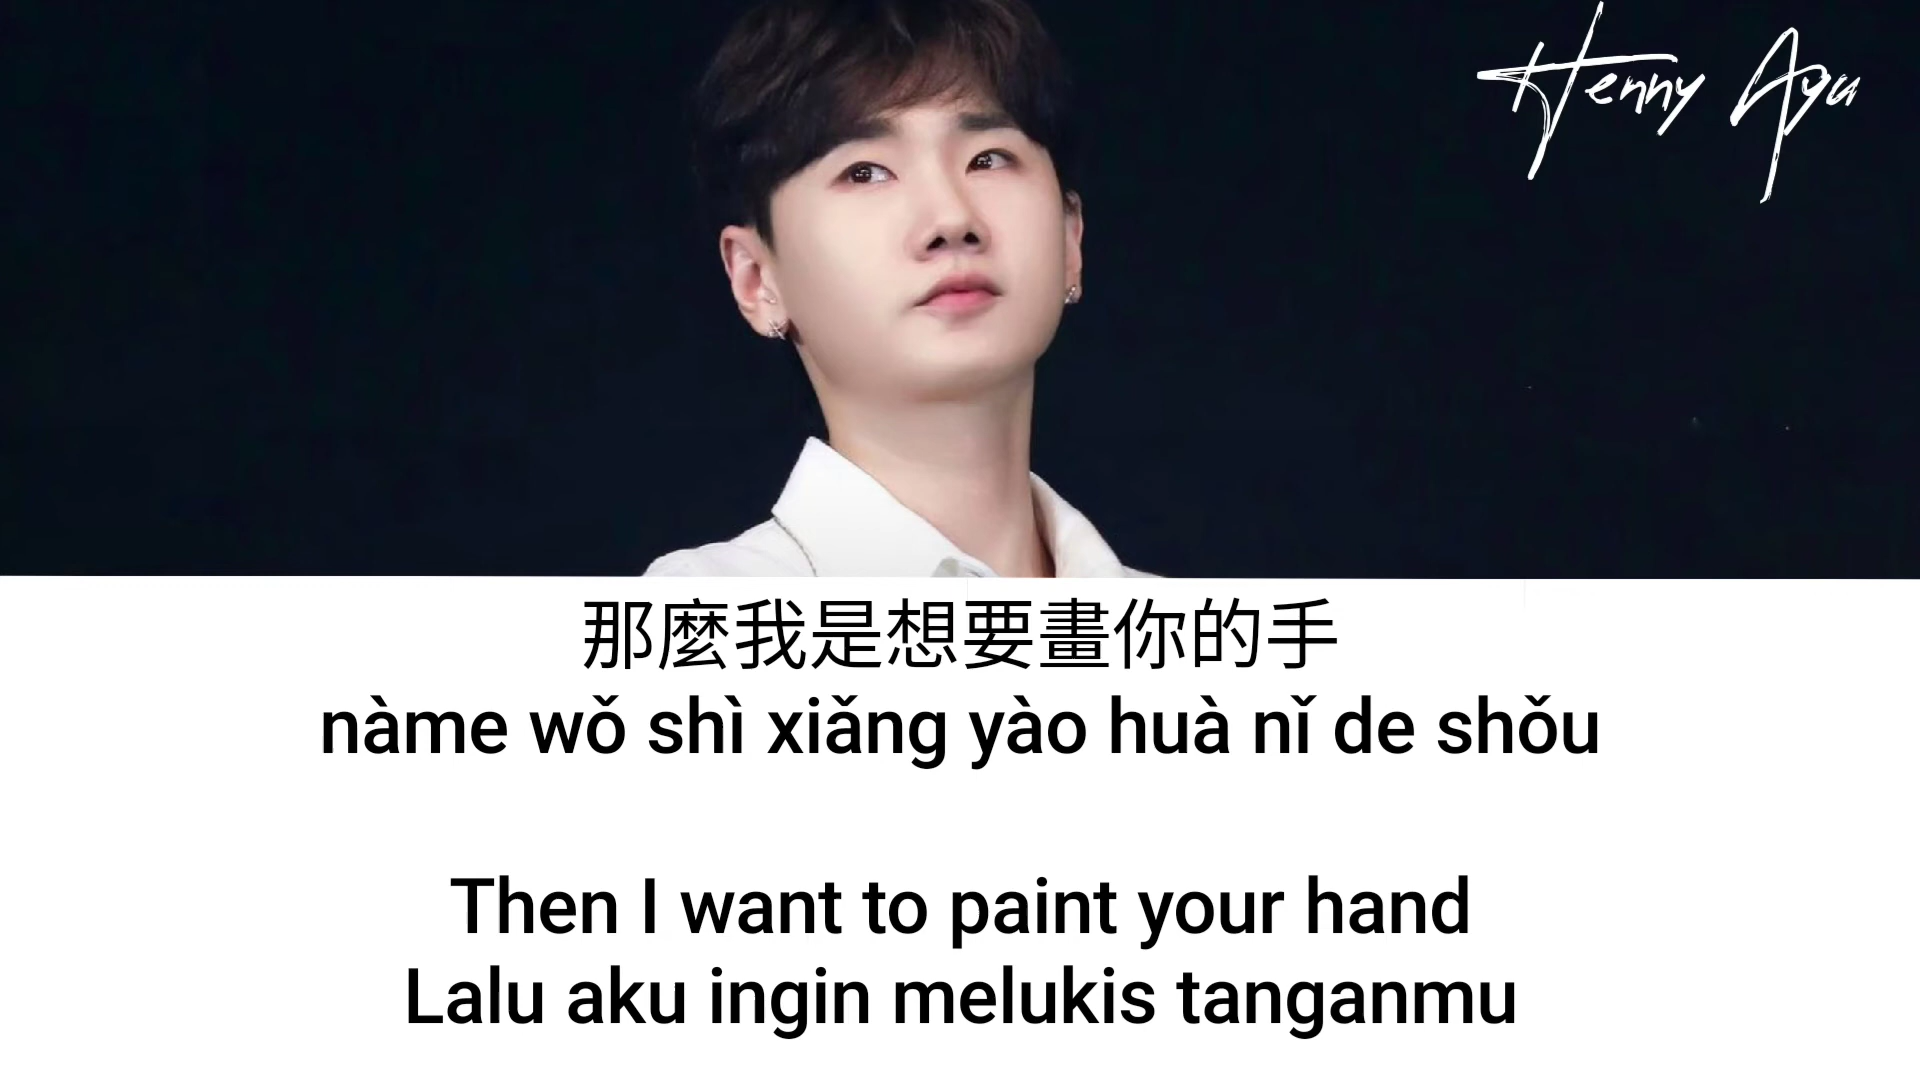 Henny Ayu
那麼我是想要畫你的手
nàme wǒ shì xiǎng yào huà nǐ de shǒu
Then I want to paint your hand
Lalu aku ingin melukis tanganmu